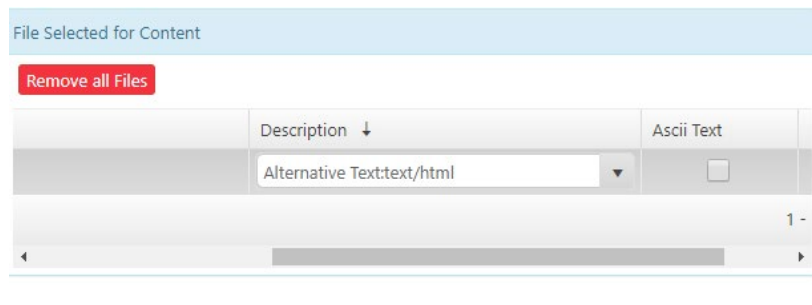 File Selected for Content
Remove all Files
Description ↓ Ascii Text
Alternative Text:text/html
1 -